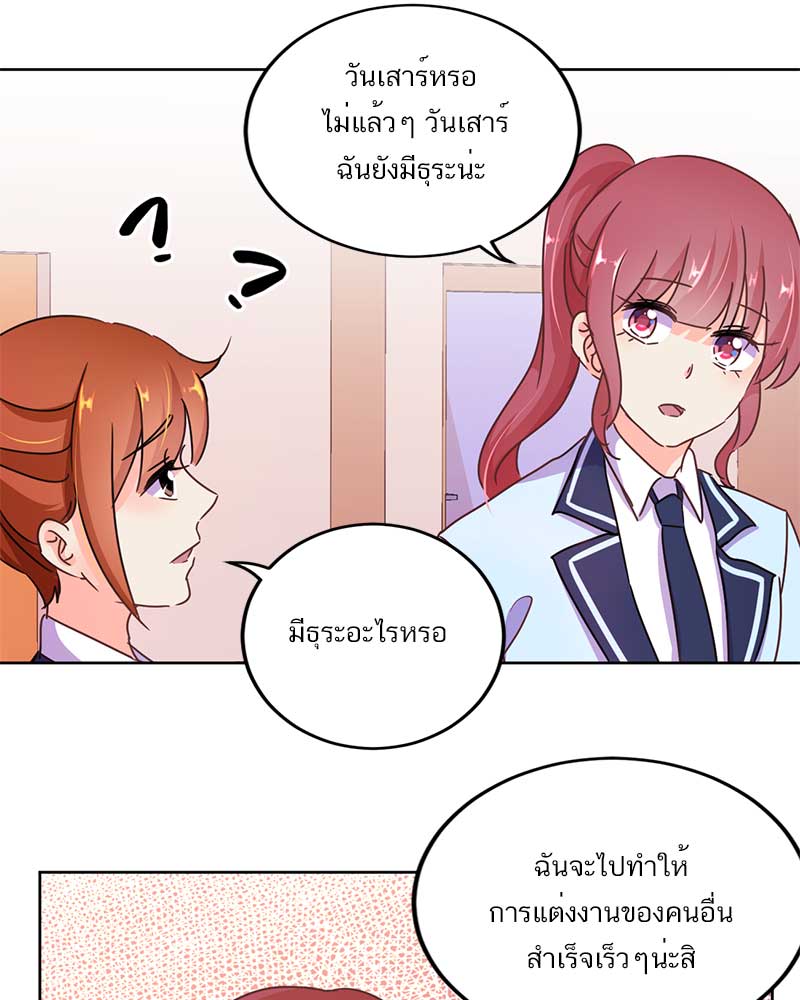 วันเสาร์หรอ
ไม่แล้วๆ วันเสาร์
ฉันยังมีธุระน่ะ
? ?
มีธุระอะไรหรอ
ฉันจะไปทำให้
การแต่งงานของคนอื่น
สำเร็จเร็วๆน่ะสิ